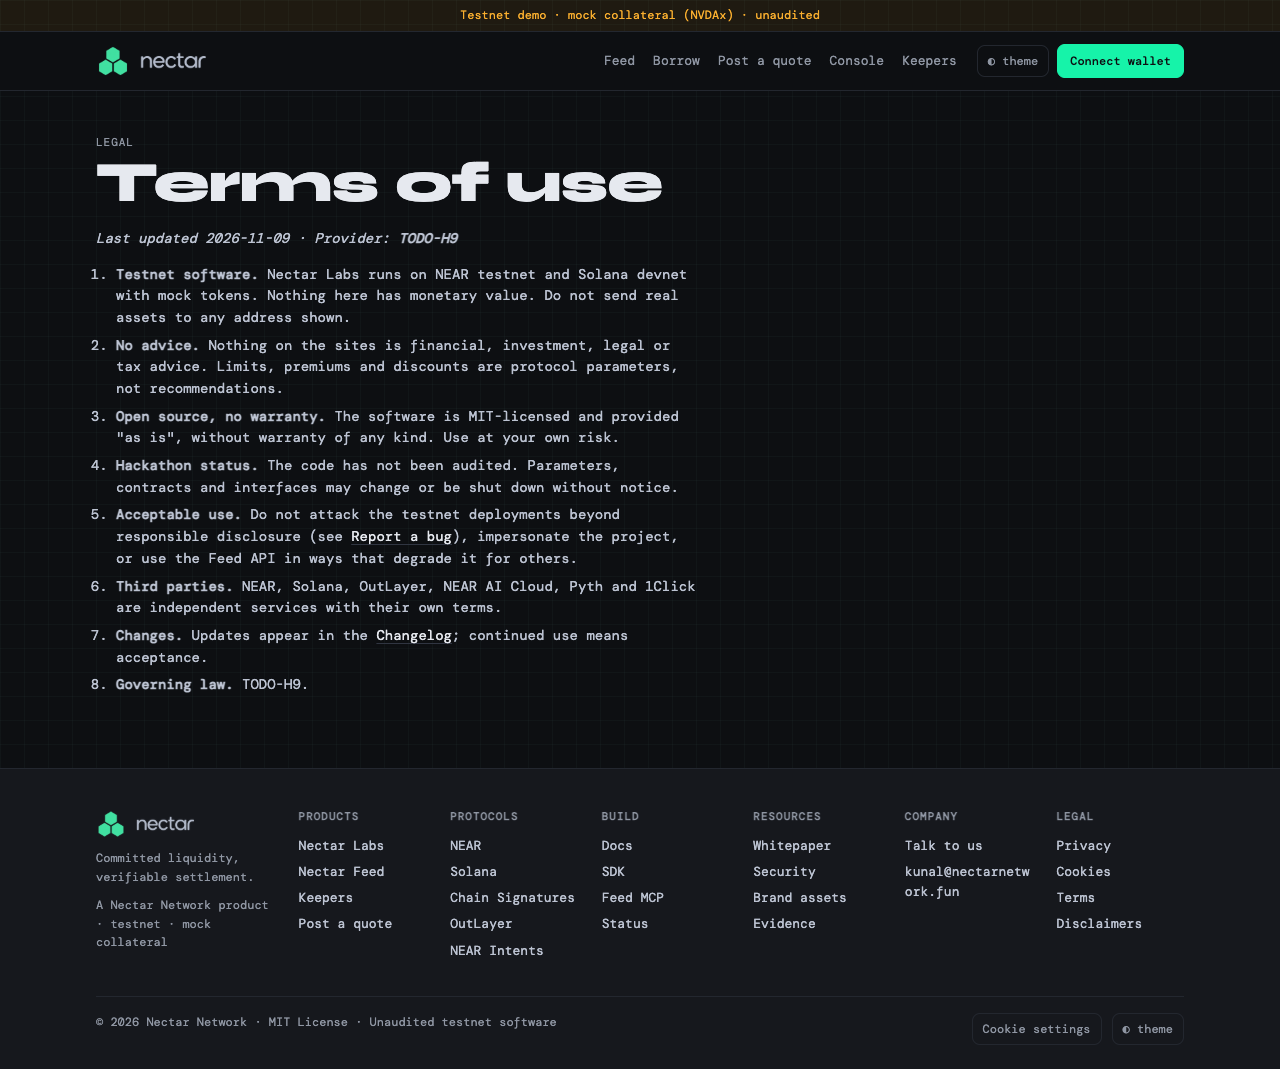 Testnet demo · mock collateral (NVDAx) · unaudited
nectar
Feed Borrow Post a quote Console Keepers ◐ theme Connect wallet
LEGAL
Terms of use
Last updated 2026-11-09 · Provider: TODO-H9
1. Testnet software. Nectar Labs runs on NEAR testnet and Solana devnet
with mock tokens. Nothing here has monetary value. Do not send real
assets to any address shown.
2. No advice. Nothing on the sites is financial, investment, legal or
tax advice. Limits, premiums and discounts are protocol parameters,
not recommendations.
3. Open source, no warranty. The software is MIT-licensed and provided
"as is", without warranty of any kind. Use at your own risk.
4. Hackathon status. The code has not been audited. Parameters,
contracts and interfaces may change or be shut down without notice.
5. Acceptable use. Do not attack the testnet deployments beyond
responsible disclosure (see Report a bug), impersonate the project,
or use the Feed API in ways that degrade it for others.
6. Third parties. NEAR, Solana, OutLayer, NEAR AI Cloud, Pyth and 1Click
are independent services with their own terms.
7. Changes. Updates appear in the Changelog; continued use means
acceptance.
8. Governing law. TODO-H9.
nectar
Committed liquidity,
verifiable settlement.
A Nectar Network product
· testnet · mock
collateral
PRODUCTS
Nectar Labs
Nectar Feed
Keepers
Post a quote
PROTOCOLS
NEAR
Solana
Chain Signatures
OutLayer
NEAR Intents
BUILD
Docs
SDK
Feed MCP
Status
RESOURCES
Whitepaper
Security
Brand assets
Evidence
COMPANY
Talk to us
kunal@nectarnetw
ork.fun
LEGAL
Privacy
Cookies
Terms
Disclaimers
© 2026 Nectar Network · MIT License · Unaudited testnet software
Cookie settings ◐ theme